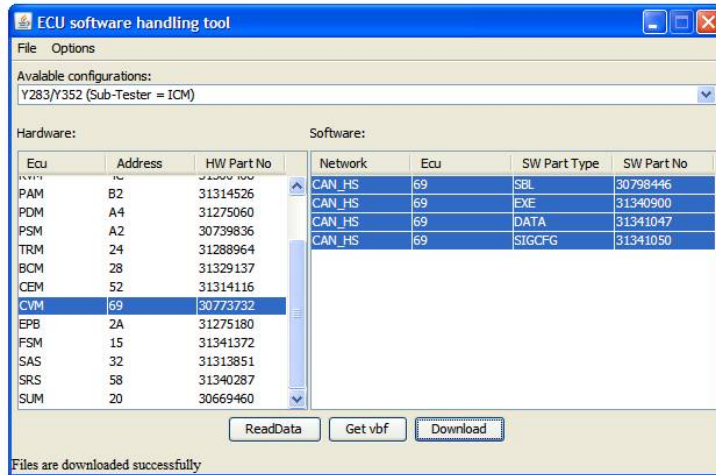 ECU software handling tool
File Options
Avalable configurations:
Y283/Y352 (Sub-Tester = ICM)
Hardware: Software:
Ecu Address HW Part No Network Ecu SW Part Type SW Part No
PAM B2 31314526 CAN_HS 69 SBL 30798446
PDM A4 31275060 CAN_HS 69 EXE 31340900
PSM A2 30739836 CAN_HS 69 DATA 31341047
TRM 24 31288964 CAN_HS 69 SIGCFG 31341050
BCM 28 31329137
CEM 52 31314116
CVM 69 30773732
EPB 2A 31275180
FSM 15 31341372
SAS 32 31313851
SRS 58 31340287
SUM 20 30669460
ReadData Get vbf Download
Files are downloaded successfully